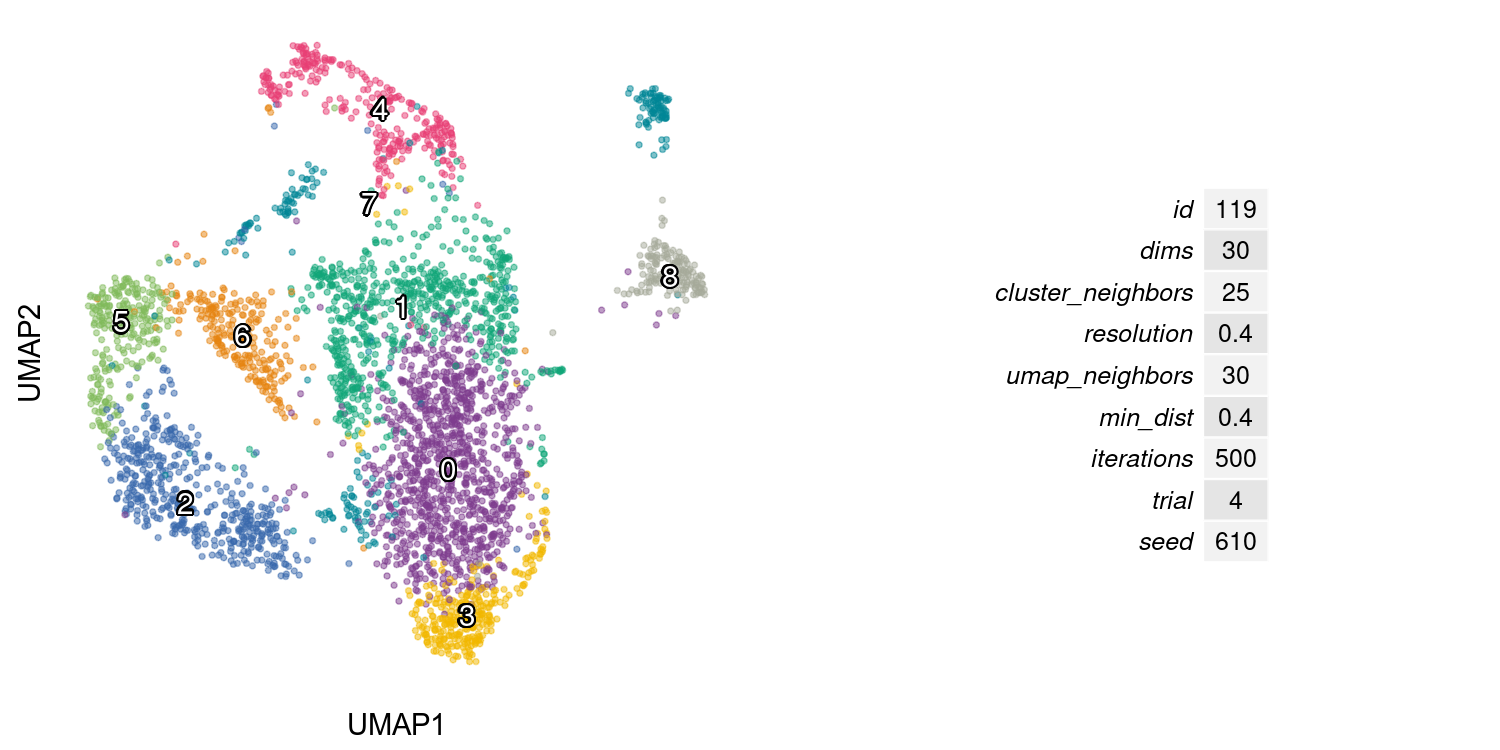 4
7
8
1
5
6
0
2
3
UMAP2
UMAP1
id 119
dims 30
cluster_neighbors 25
resolution 0.4
umap_neighbors 30
min_dist 0.4
iterations 500
trial 4
seed 610